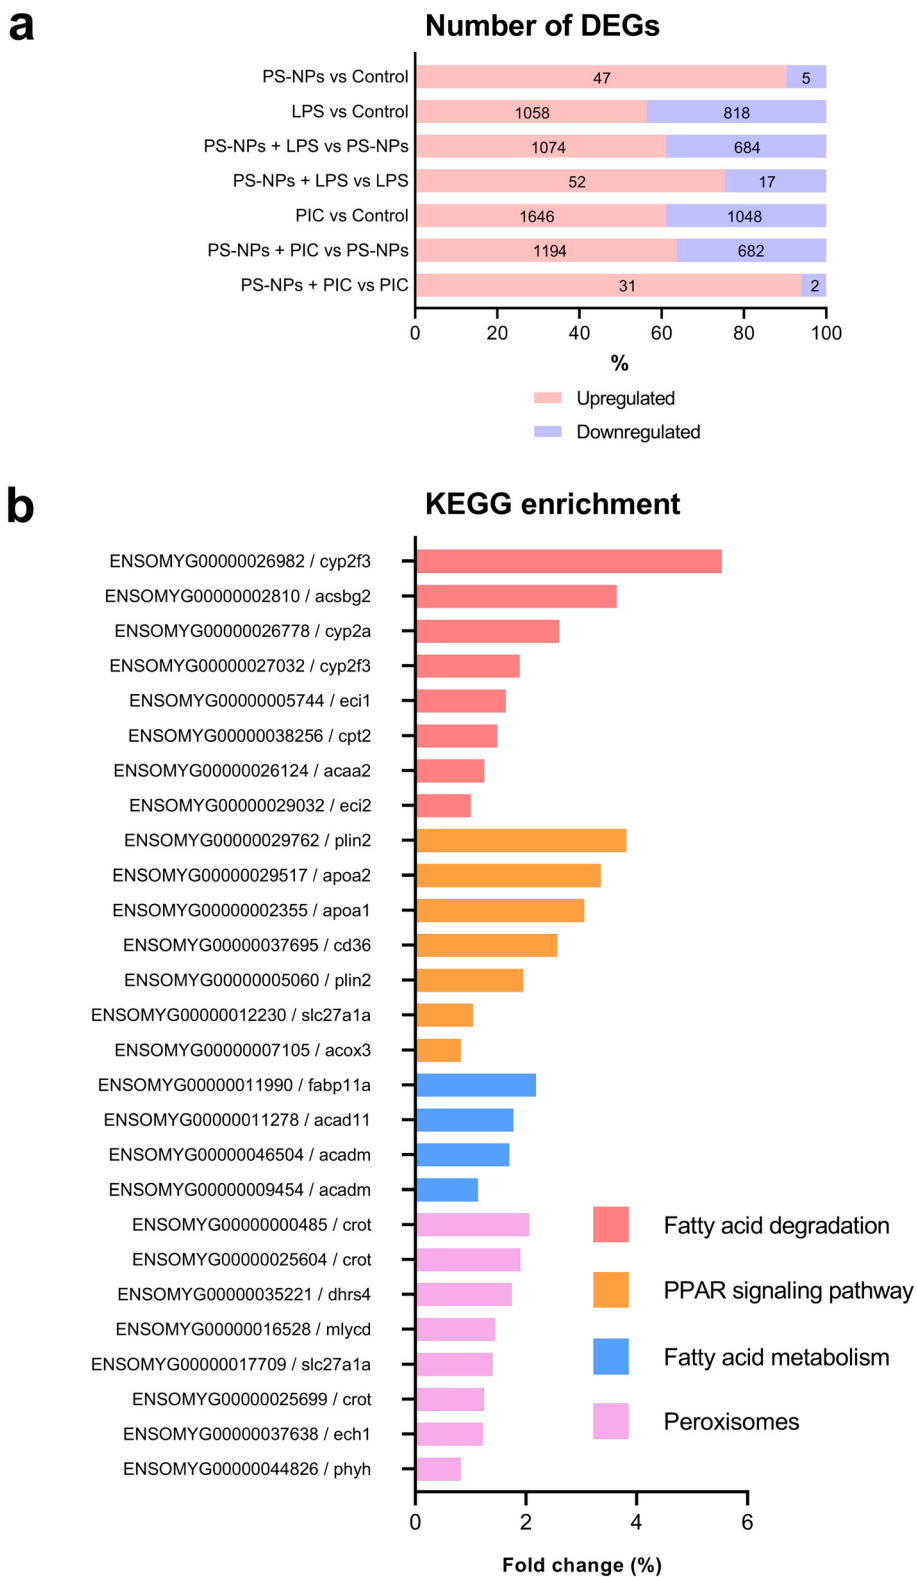 a
Number of DEGs
PS-NPs vs Control 47 5
LPS vs Control 1058 818
PS-NPs + LPS vs PS-NPs 1074 684
PS-NPs + LPS vs LPS 52 17
PIC vs Control 1646 1048
PS-NPs + PIC vs PS-NPs 1194 682
PS-NPs + PIC vs PIC 31 2
0 20 40 60 80 100
%
Upregulated
Downregulated
b
KEGG enrichment
ENSOMYG00000026982 / cyp2f3
ENSOMYG00000002810 / acsbg2
ENSOMYG00000026778 / cyp2a
ENSOMYG00000027032 / cyp2f3
ENSOMYG00000005744 / eci1
ENSOMYG00000038256 / cpt2
ENSOMYG00000026124 / acaa2
ENSOMYG00000029032 / eci2
ENSOMYG00000029762 / plin2
ENSOMYG00000029517 / apoa2
ENSOMYG00000002355 / apoa1
ENSOMYG00000037695 / cd36
ENSOMYG00000005060 / plin2
ENSOMYG00000012230 / slc27a1a
ENSOMYG00000007105 / acox3
ENSOMYG00000011990 / fabp11a
ENSOMYG00000011278 / acad11
ENSOMYG00000046504 / acadm
ENSOMYG00000009454 / acadm
ENSOMYG00000000485 / crot
ENSOMYG00000025604 / crot
ENSOMYG00000035221 / dhrs4
ENSOMYG00000016528 / mlycd
ENSOMYG00000017709 / slc27a1a
ENSOMYG00000025699 / crot
ENSOMYG00000037638 / ech1
ENSOMYG00000044826 / phyh
Fatty acid degradation
PPAR signaling pathway
Fatty acid metabolism
Peroxisomes
0 2 4 6
Fold change (%)